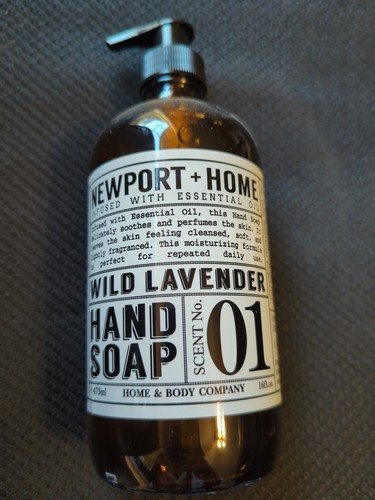 NEWPORT + HOME
INFUSED WITH ESSENTIAL OIL
Infused with Essential Oil, this Hand Soap
delicately soothes and perfumes the skin. It
leaves the skin feeling cleansed, soft, and
lightly fragranced. This moisturizing formula
is perfect for repeated daily use.
WILD LAVENDER
HAND
SOAP
SCENT No.
01
473ml HOME & BODY COMPANY 16fl.oz.